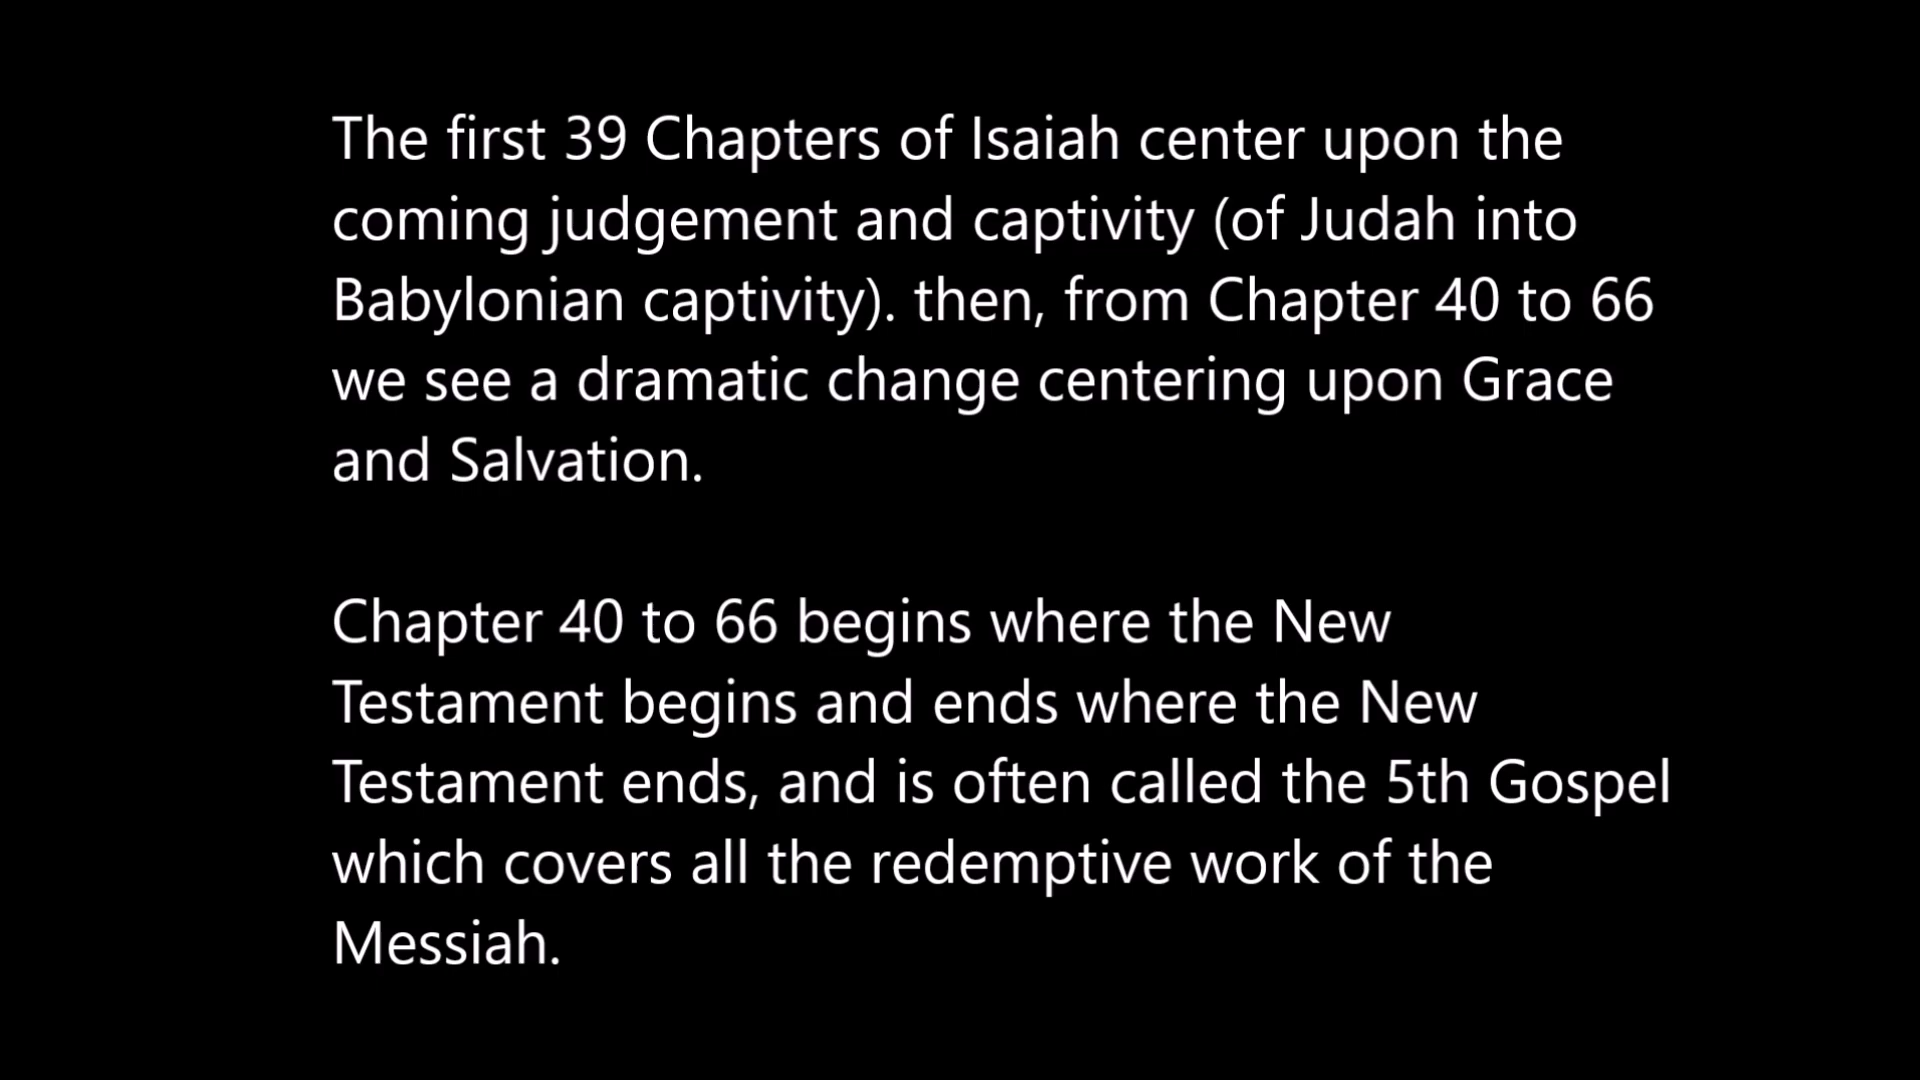 The first 39 Chapters of Isaiah center upon the
coming judgement and captivity (of Judah into
Babylonian captivity). then, from Chapter 40 to 66
we see a dramatic change centering upon Grace
and Salvation.
Chapter 40 to 66 begins where the New
Testament begins and ends where the New
Testament ends, and is often called the 5th Gospel
which covers all the redemptive work of the
Messiah.